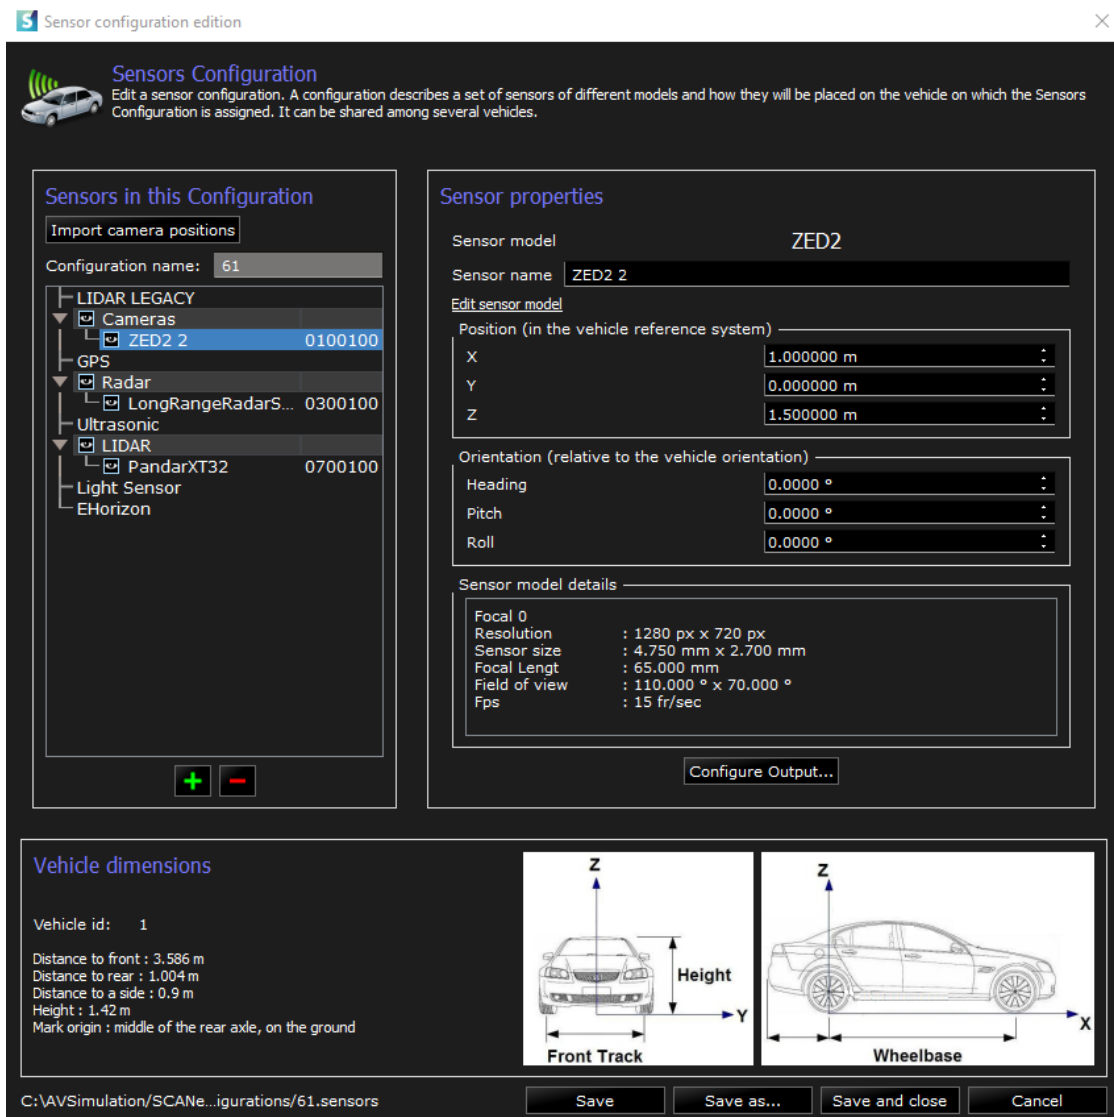 Sensor configuration edition
Sensors Configuration
Edit a sensor configuration. A configuration describes a set of sensors of different models and how they will be placed on the vehicle on which the Sensors
Configuration is assigned. It can be shared among several vehicles.
Sensors in this Configuration
Import camera positions
Configuration name: 61
LIDAR LEGACY
Cameras
ZED2 2 0100100
GPS
Radar
LongRangeRadarS... 0300100
Ultrasonic
LIDAR
PandarXT32 0700100
Light Sensor
EHorizon
Sensor properties
Sensor model ZED2
Sensor name ZED2 2
Edit sensor model
Position (in the vehicle reference system)
X 1.000000 m
Y 0.000000 m
Z 1.500000 m
Orientation (relative to the vehicle orientation)
Heading 0.0000 °
Pitch 0.0000 °
Roll 0.0000 °
Sensor model details
Focal 0
Resolution : 1280 px x 720 px
Sensor size : 4.750 mm x 2.700 mm
Focal Lengt : 65.000 mm
Field of view : 110.000 ° x 70.000 °
Fps : 15 fr/sec
Configure Output...
Vehicle dimensions
Vehicle id: 1
Distance to front : 3.586 m
Distance to rear : 1.004 m
Distance to a side : 0.9 m
Height : 1.42 m
Mark origin : middle of the rear axle, on the ground
Z
Height
Y
Front Track
Z
X
Wheelbase
C:\AVSimulation/SCANe...igurations/61.sensors
Save
Save as...
Save and close
Cancel